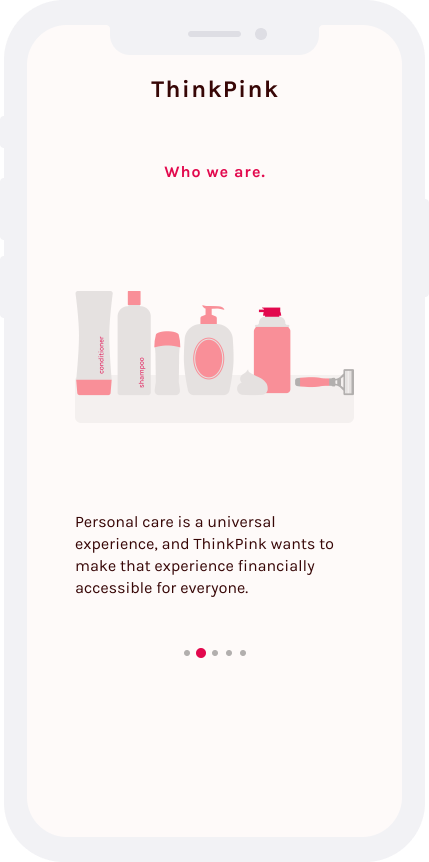 ThinkPink
Who we are.
conditioner
shampoo
Personal care is a universal
experience, and ThinkPink wants to
make that experience financially
accessible for everyone.